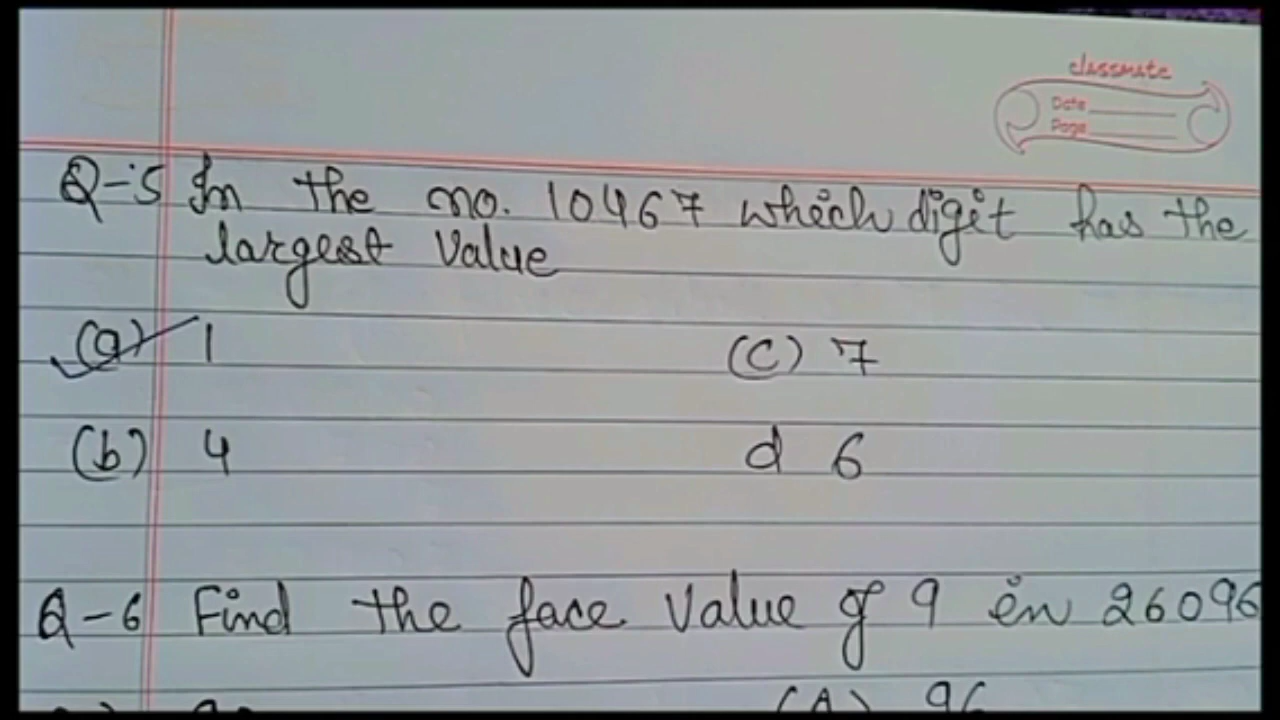 classmate
Date
Page
Q-5 In the no. 10467 which digit has the
largest Value
(a) 1
(c) 7
(b) 4
d 6
Q-6 Find the face Value of 9 in 26096
96